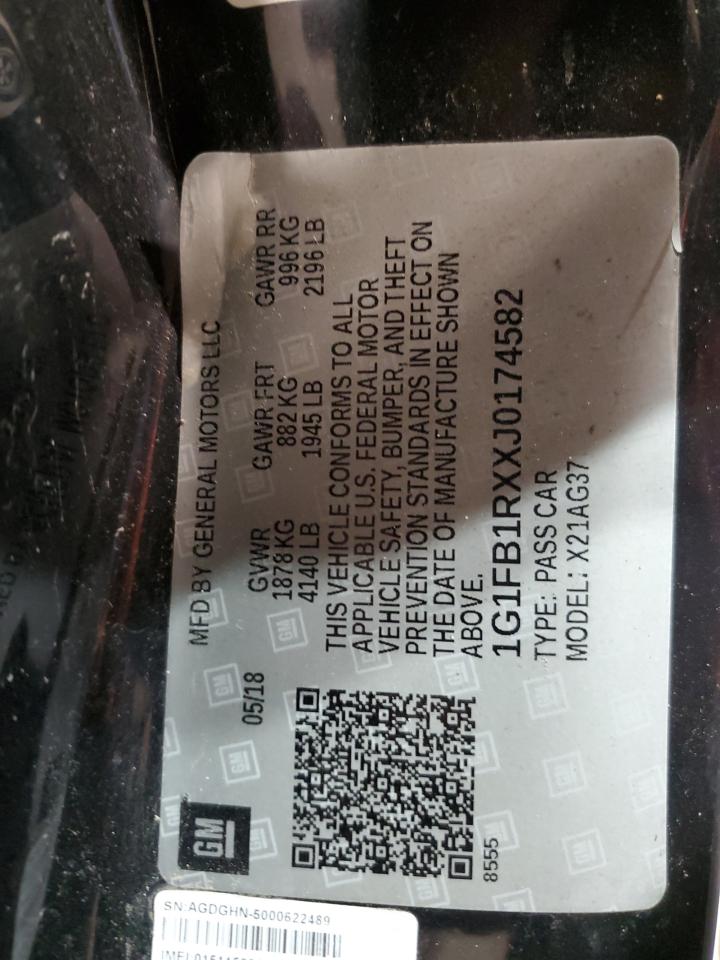 GM
MFD BY GENERAL MOTORS LLC
05/18
GVWR GAWR FRT GAWR RR
1878 KG 882 KG 996 KG
4140 LB 1945 LB 2196 LB
THIS VEHICLE CONFORMS TO ALL
APPLICABLE U.S. FEDERAL MOTOR
VEHICLE SAFETY, BUMPER, AND THEFT
PREVENTION STANDARDS IN EFFECT ON
THE DATE OF MANUFACTURE SHOWN
ABOVE.
1G1FB1RXXJ0174582
TYPE: PASS CAR
MODEL: X21AG37
8555
SN:AGDGHN-5000622489